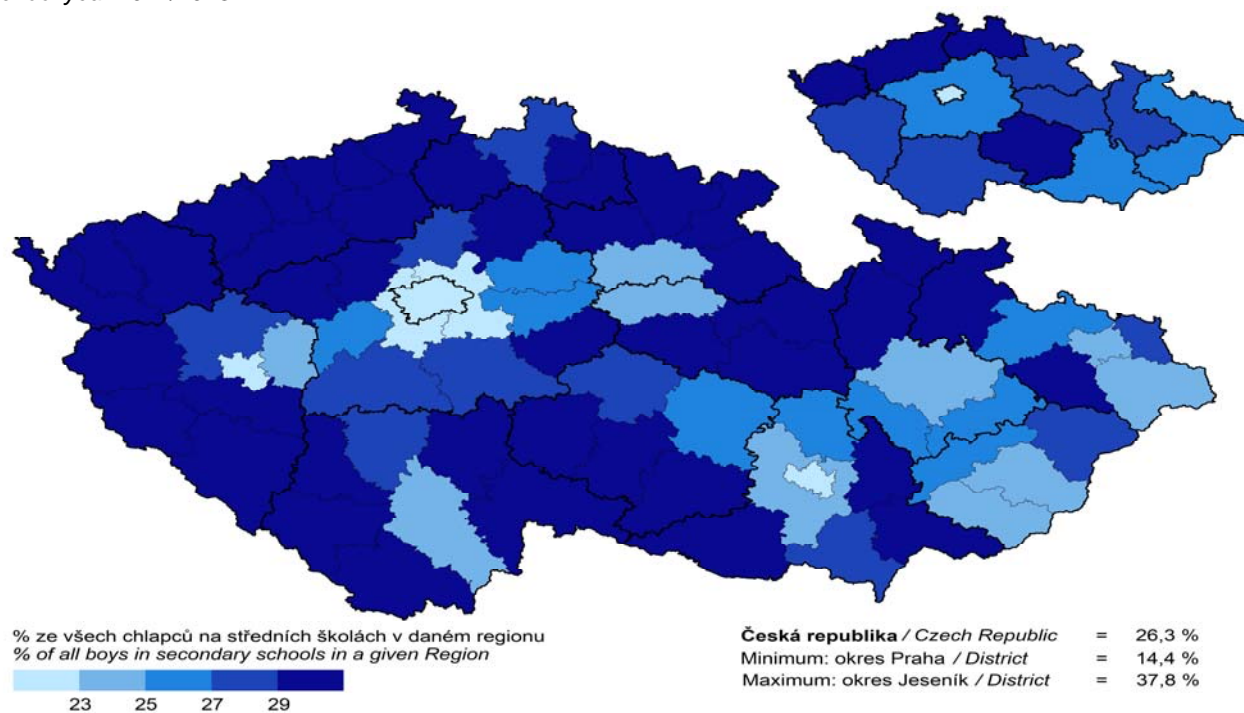 % ze všech chlapců na středních školách v daném regionu
% of all boys in secondary schools in a given Region
23 25 27 29
Česká republika / Czech Republic = 26,3 %
Minimum: okres Praha / District = 14,4 %
Maximum: okres Jeseník / District = 37,8 %